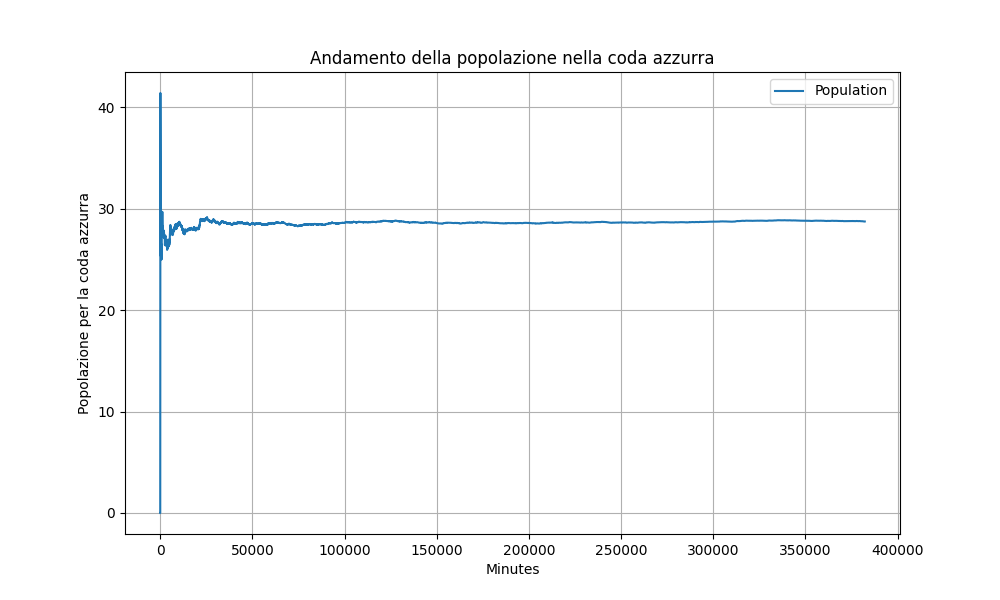 Andamento della popolazione nella coda azzurra
Population
40
30
20
10
0
Popolazione per la coda azzurra
0 50000 100000 150000 200000 250000 300000 350000 400000
Minutes